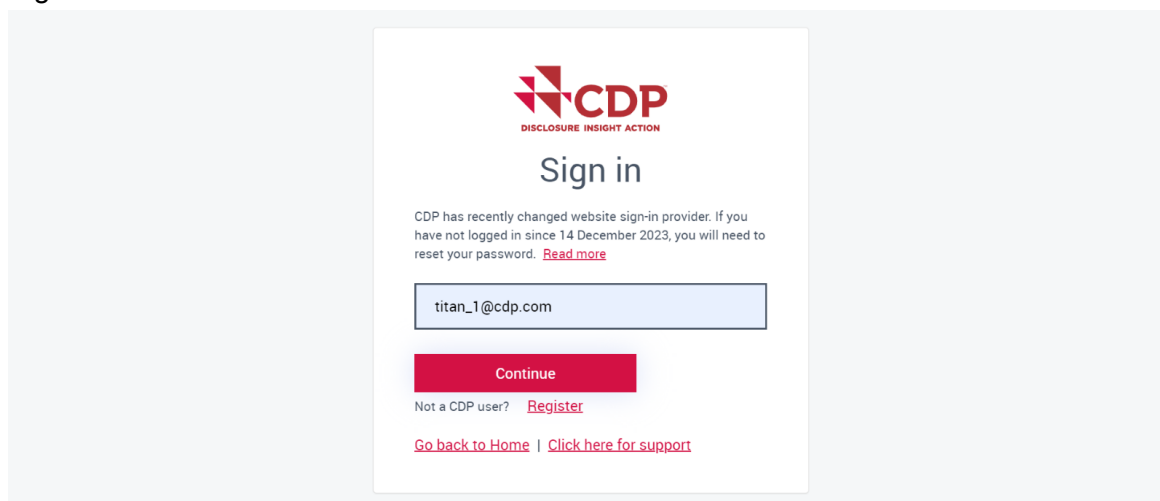 CDP
DISCLOSURE INSIGHT ACTION
Sign in
CDP has recently changed website sign-in provider. If you
have not logged in since 14 December 2023, you will need to
reset your password. Read more
titan_1@cdp.com
Continue
Not a CDP user? Register
Go back to Home | Click here for support